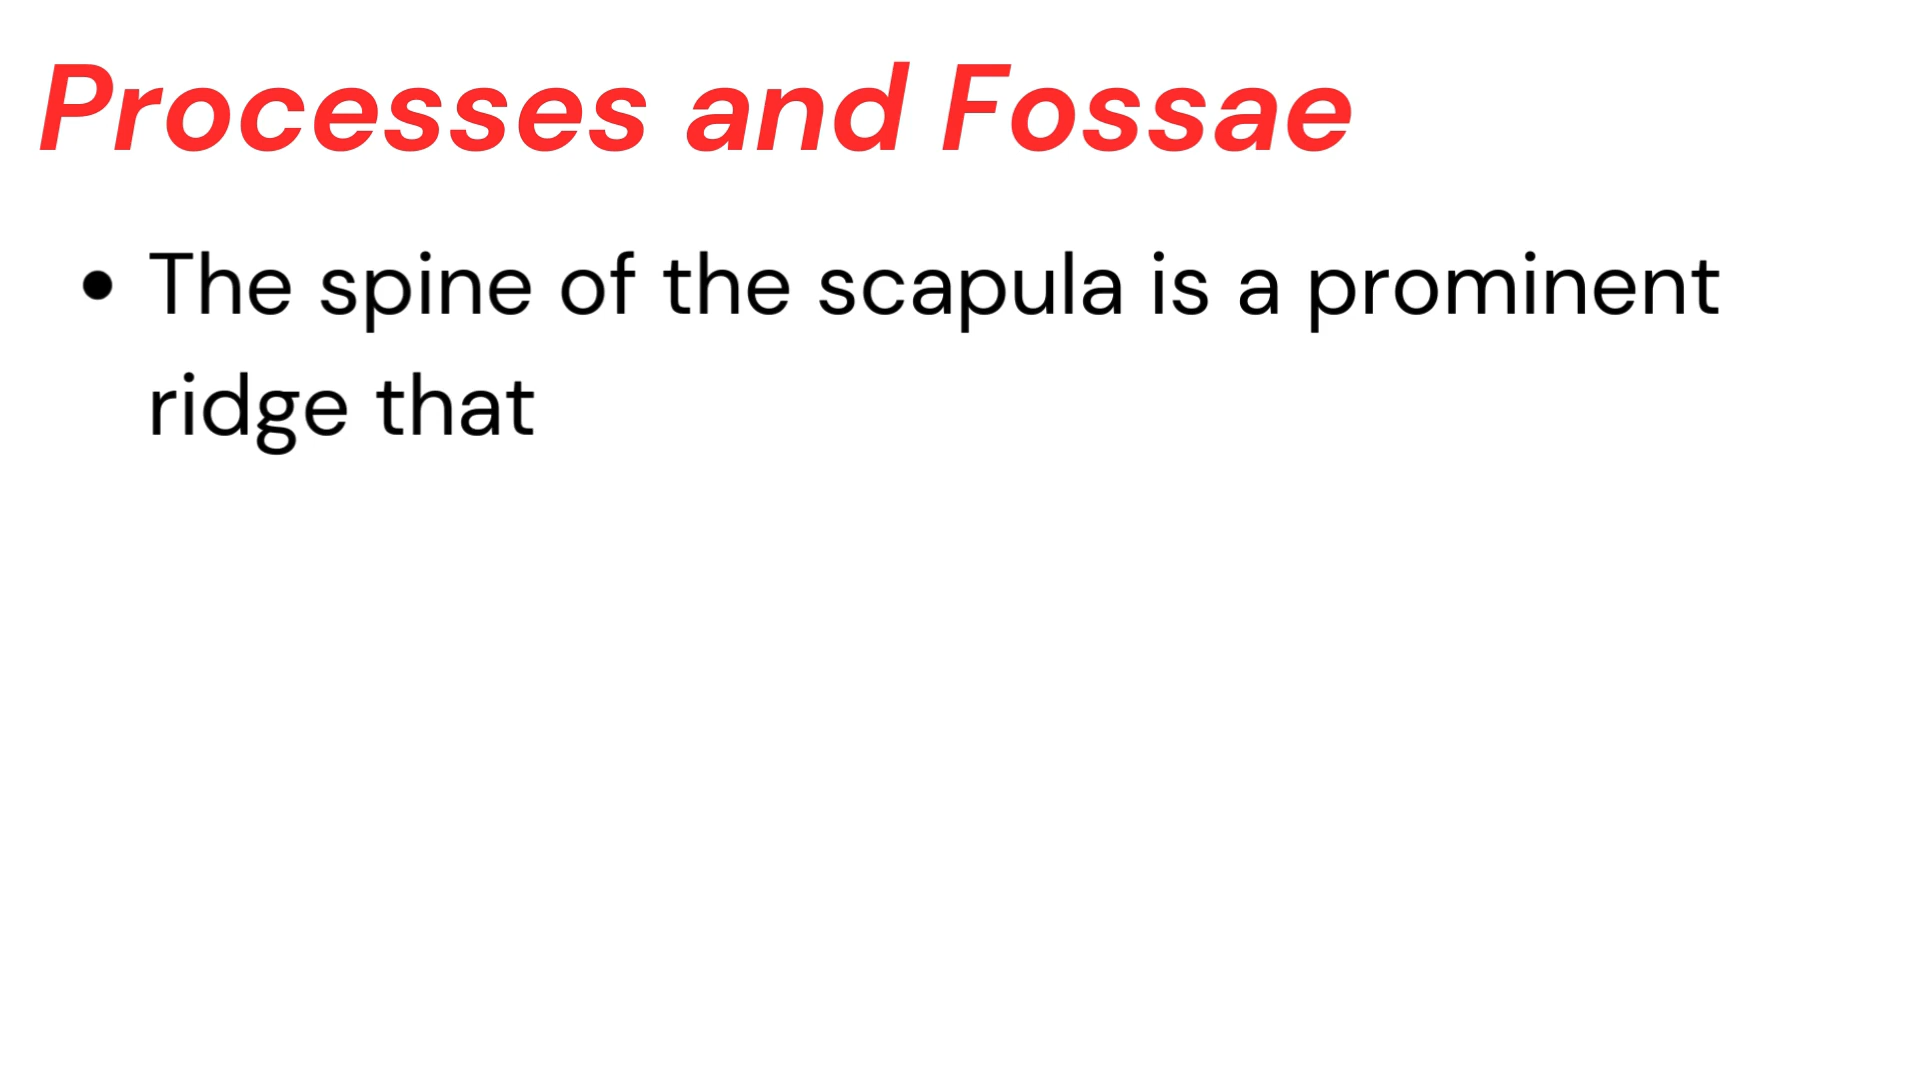 Processes and Fossae
• The spine of the scapula is a prominent
ridge that